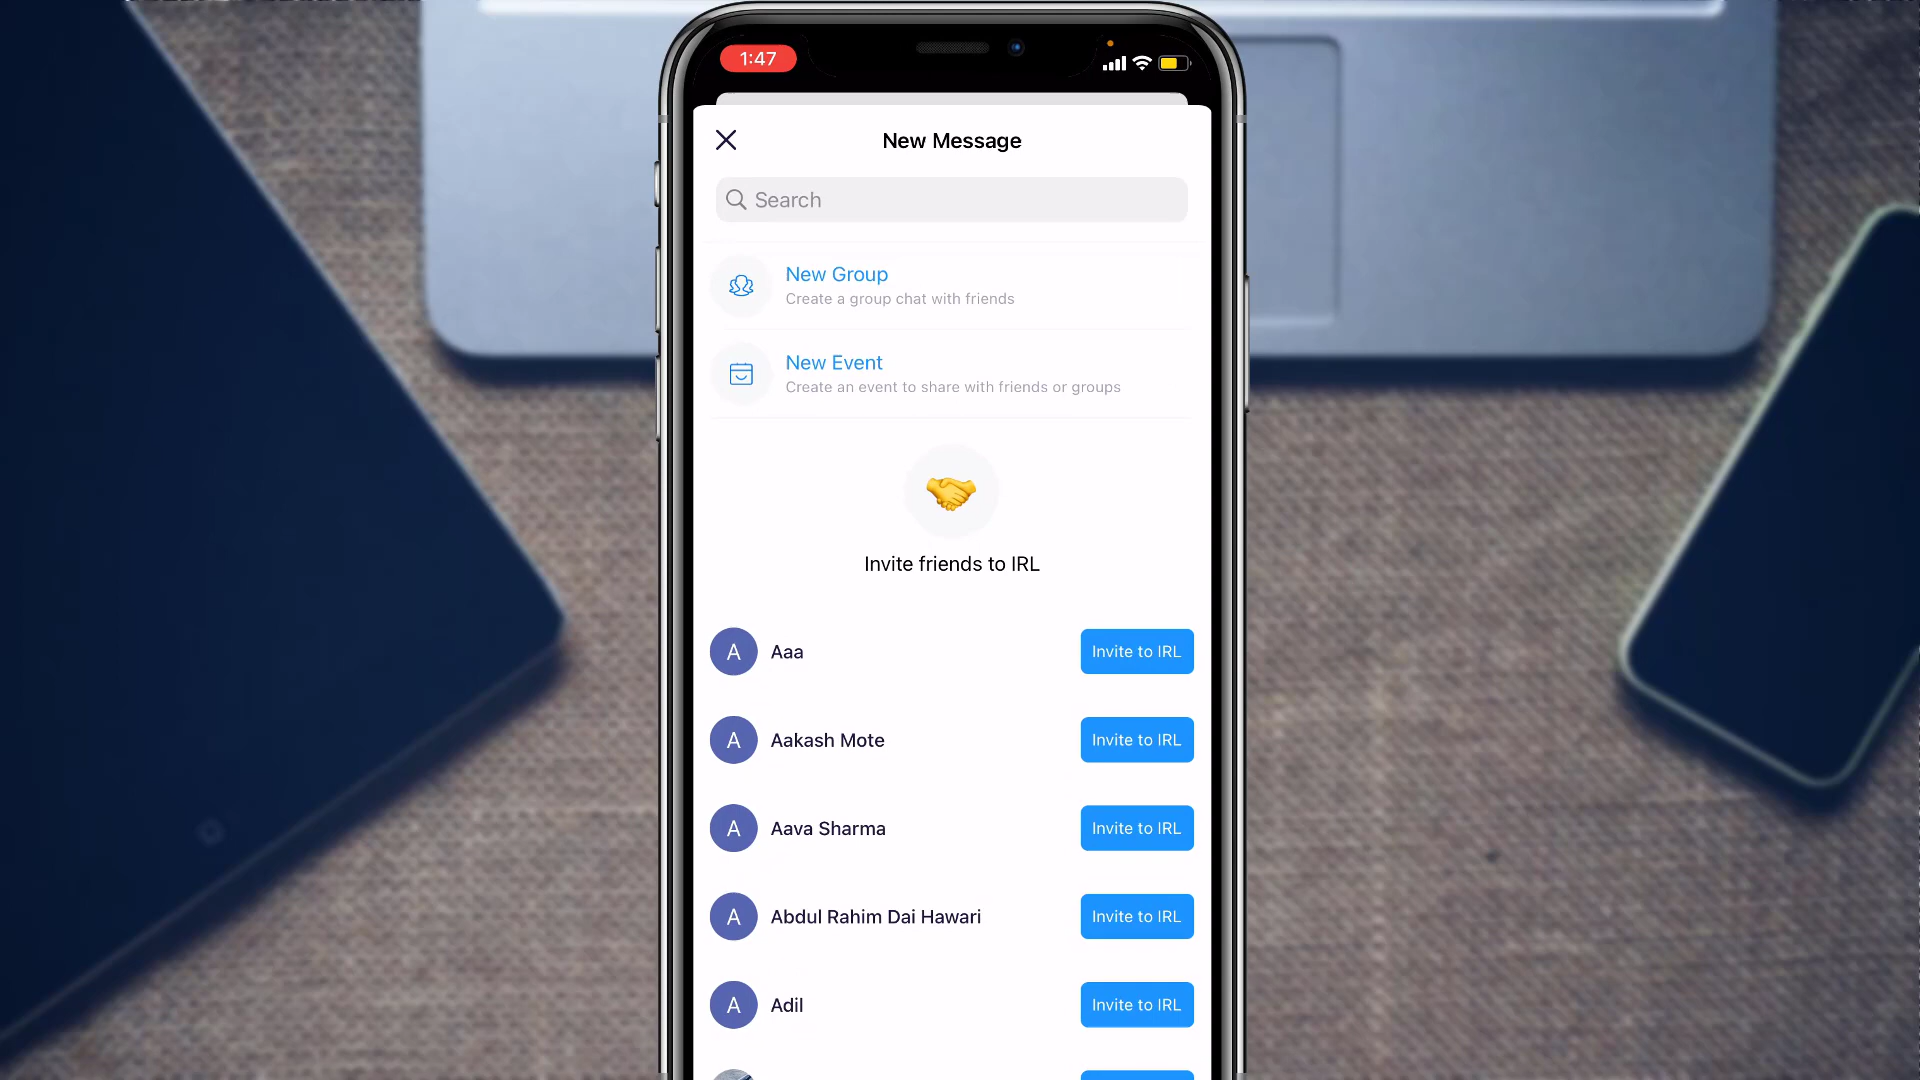 1:47
New Message
Search
New Group
Create a group chat with friends
New Event
Create an event to share with friends or groups
Invite friends to IRL
A Aaa Invite to IRL
A Aakash Mote Invite to IRL
A Aava Sharma Invite to IRL
A Abdul Rahim Dai Hawari Invite to IRL
A Adil Invite to IRL